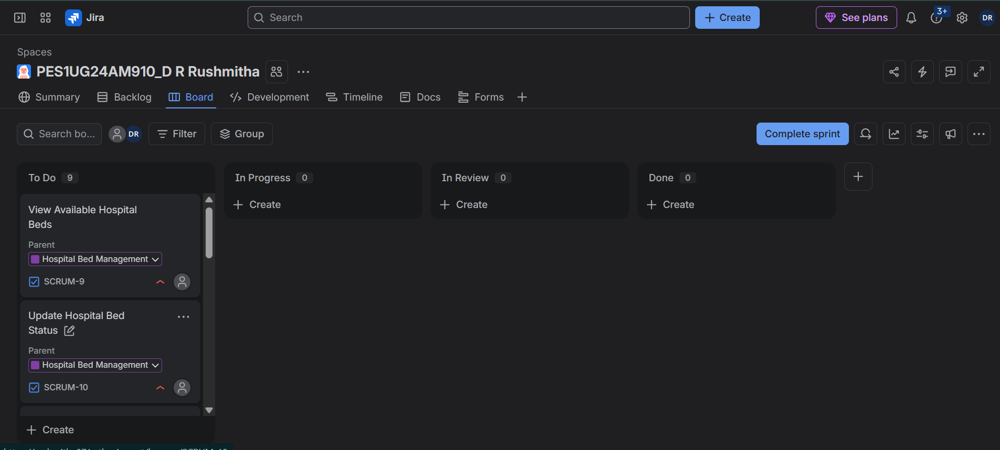 Jira
Search
Create
See plans
3+
DR
Spaces
PES1UG24AM910_D R Rushmitha
Summary
Backlog
Board
Development
Timeline
Docs
Forms
Search bo...
DR
Filter
Group
Complete sprint
To Do 9
View Available Hospital
Beds
Parent
Hospital Bed Management
SCRUM-9
Update Hospital Bed
Status
Parent
Hospital Bed Management
SCRUM-10
Create
In Progress 0
Create
In Review 0
Create
Done 0
Create